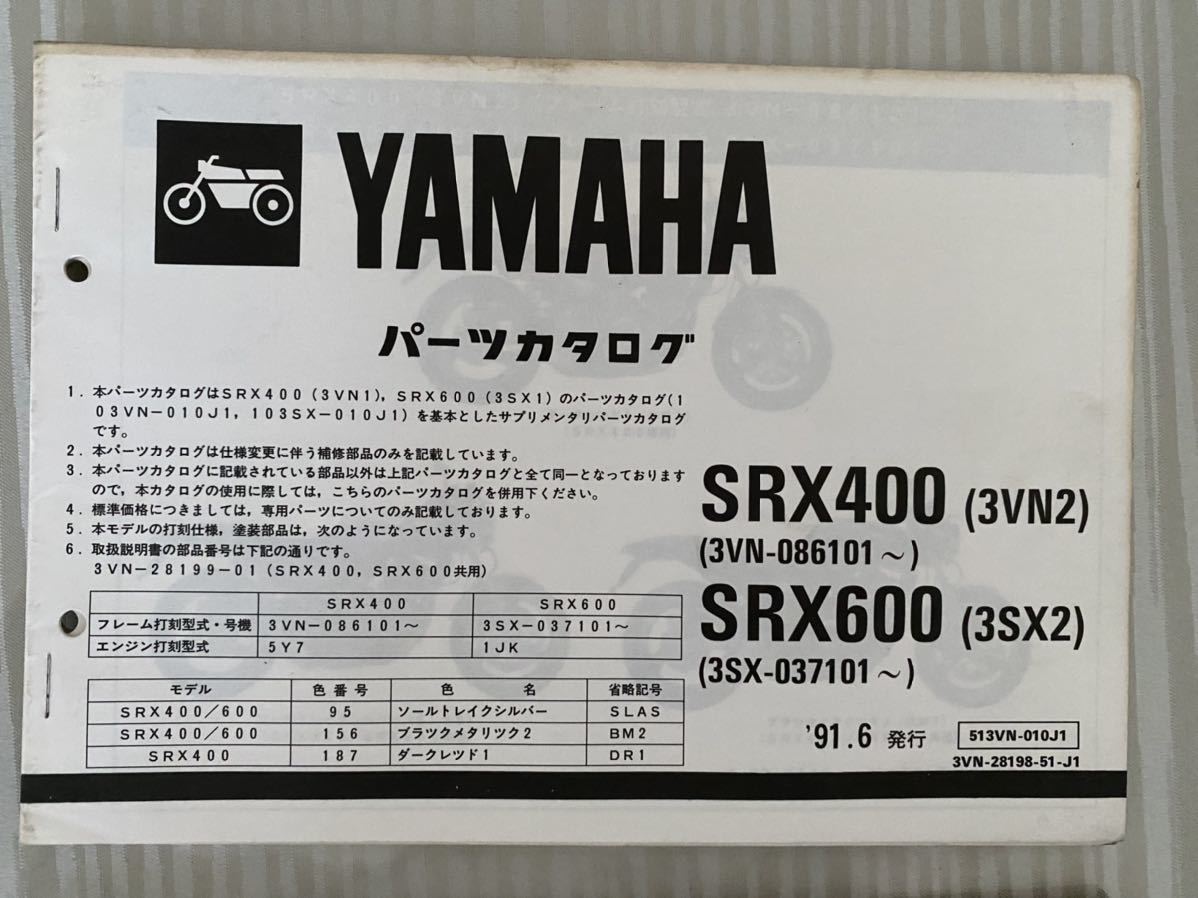 YAMAHA
パーツカタログ
1．本パーツカタログはSRX400（3VN1），SRX600（3SX1）のパーツカタログ（1
03VN－010J1，103SX－010J1）を基本としたサプリメンタリパーツカタログ
です。
2．本パーツカタログは仕様変更に伴う補修部品のみを記載しています。
3．本パーツカタログに記載されている部品以外は上記パーツカタログと全て同一となっております
ので，本カタログの使用に際しては，こちらのパーツカタログを併用下さい。
4．標準価格につきましては，専用パーツについてのみ記載しております。
5．本モデルの打刻仕様，塗装部品は，次のようになっています。
6．取扱説明書の部品番号は下記の通りです。
3VN－28199－01（SRX400，SRX600共用）
SRX400 SRX600
フレーム打刻型式・号機 3VN－086101～ 3SX－037101～
エンジン打刻型式 5Y7 1JK
モデル 色番号 色名 省略記号
SRX400／600 95 ソールトレイクシルバー SLAS
SRX400／600 156 ブラツクメタリツク2 BM2
SRX400 187 ダークレツド1 DR1
SRX400 (3VN2)
(3VN-086101～)
SRX600 (3SX2)
(3SX-037101～)
'91.6 発行
513VN-010J1
3VN-28198-51-J1